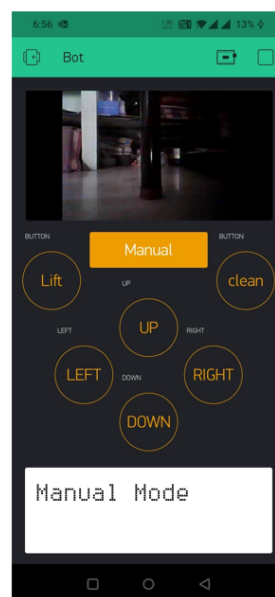 6:56
13%
Bot
BUTTON
BUTTON
Manual
Lift
clean
UP
UP
LEFT
RIGHT
LEFT
RIGHT
DOWN
DOWN
Manual Mode